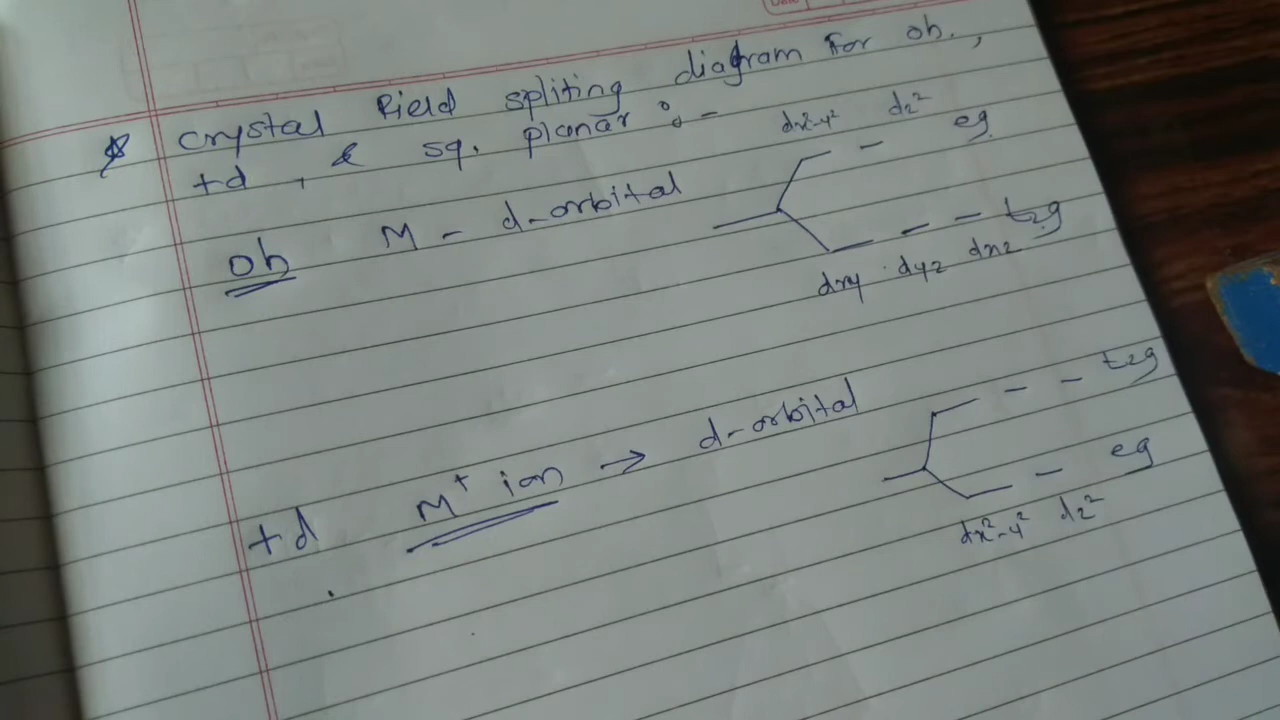 crystal field spliting diagram for oh.,
td, & sq. planar :-
dx²-y² dz² eg
oh M - d-orbital
t2g
dxy dyz dxz
t2g
td M⁺ ion → d-orbital
eg
dx²-y² dz²